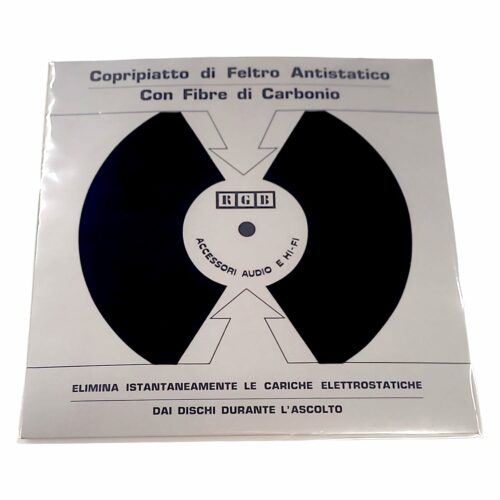 Copripiatto di Feltro Antistatico
Con Fibre di Carbonio
RGB
ACCESSORI AUDIO E HI-FI
ELIMINA ISTANTANEAMENTE LE CARICHE ELETTROSTATICHE
DAI DISCHI DURANTE L'ASCOLTO